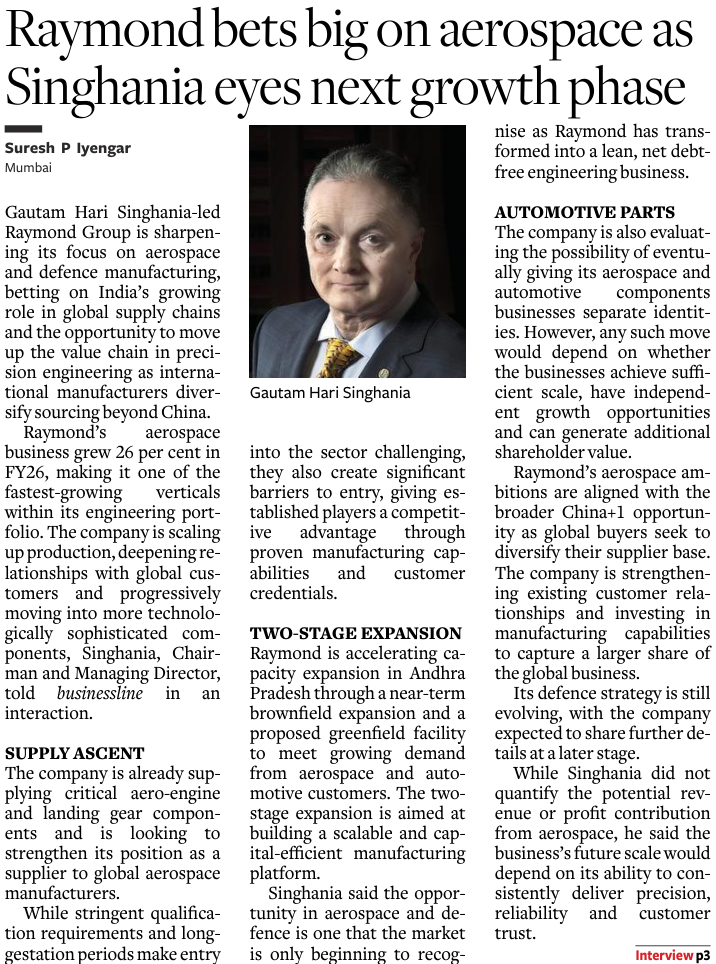 Raymond bets big on aerospace as
Singhania eyes next growth phase
Suresh P Iyengar
Mumbai
Gautam Hari Singhania-led
Raymond Group is sharpen-
ing its focus on aerospace
and defence manufacturing,
betting on India's growing
role in global supply chains
and the opportunity to move
up the value chain in preci-
sion engineering as interna-
tional manufacturers diver-
sify sourcing beyond China.
Raymond's aerospace
business grew 26 per cent in
FY26, making it one of the
fastest-growing verticals
within its engineering port-
folio. The company is scaling
up production, deepening re-
lationships with global cus-
tomers and progressively
moving into more technolo-
gically sophisticated com-
ponents, Singhania, Chair-
man and Managing Director,
told businessline in an
interaction.
SUPPLY ASCENT
The company is already sup-
plying critical aero-engine
and landing gear compon-
ents and is looking to
strengthen its position as a
supplier to global aerospace
manufacturers.
While stringent qualifica-
tion requirements and long-
gestation periods make entry
Gautam Hari Singhania
into the sector challenging,
they also create significant
barriers to entry, giving es-
tablished players a competit-
ive advantage through
proven manufacturing cap-
abilities and customer
credentials.
TWO-STAGE EXPANSION
Raymond is accelerating ca-
pacity expansion in Andhra
Pradesh through a near-term
brownfield expansion and a
proposed greenfield facility
to meet growing demand
from aerospace and auto-
motive customers. The two-
stage expansion is aimed at
building a scalable and cap-
ital-efficient manufacturing
platform.
Singhania said the oppor-
tunity in aerospace and de-
fence is one that the market
is only beginning to recog-
nise as Raymond has trans-
formed into a lean, net debt-
free engineering business.
AUTOMOTIVE PARTS
The company is also evaluat-
ing the possibility of eventu-
ally giving its aerospace and
automotive components
businesses separate identit-
ies. However, any such move
would depend on whether
the businesses achieve suffi-
cient scale, have independ-
ent growth opportunities
and can generate additional
shareholder value.
Raymond's aerospace am-
bitions are aligned with the
broader China+1 opportun-
ity as global buyers seek to
diversify their supplier base.
The company is strengthen-
ing existing customer rela-
tionships and investing in
manufacturing capabilities
to capture a larger share of
the global business.
Its defence strategy is still
evolving, with the company
expected to share further de-
tails at a later stage.
While Singhania did not
quantify the potential rev-
enue or profit contribution
from aerospace, he said the
business's future scale would
depend on its ability to con-
sistently deliver precision,
reliability and customer
trust.
Interview p3